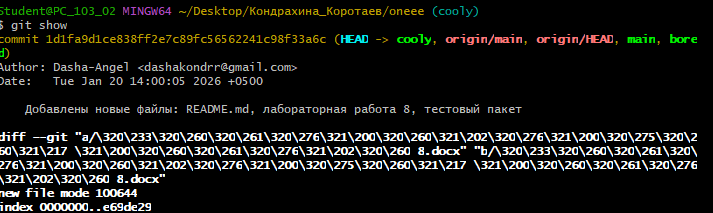 Student@PC_103_02 MINGW64 ~/Desktop/Кондрахина_Коротаев/oneee (cooly)
$ git show
commit 1d1fa9d1ce838ff2e7c89fc56562241c98f33a6c (HEAD -> cooly, origin/main, origin/HEAD, main, bore
d)
Author: Dasha-Angel <dashakondrr@gmail.com>
Date:   Tue Jan 20 14:00:05 2026 +0500
Добавлены новые файлы: README.md, лабораторная работа 8, тестовый пакет
diff --git "a/\320\233\320\260\320\261\320\276\321\200\320\260\321\202\320\276\321\200\320\275\320\2
60\321\217 \321\200\320\260\320\261\320\276\321\202\320\260 8.docx" "b/\320\233\320\260\320\261\320\
276\321\200\320\260\321\202\320\276\321\200\320\275\320\260\321\217 \321\200\320\260\320\261\320\276
\321\202\320\260 8.docx"
new file mode 100644
index 0000000..e69de29